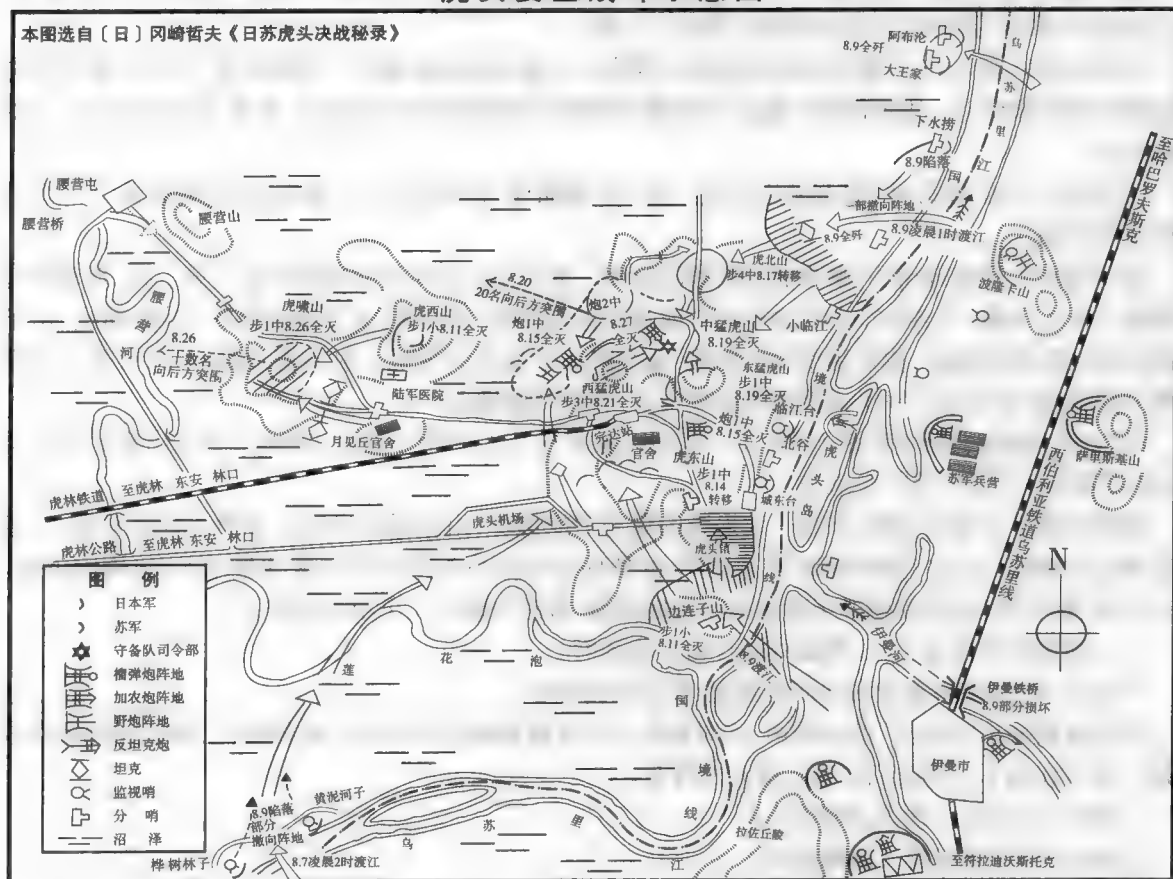 本图选自〔日〕冈崎哲夫《日苏虎头决战秘录》
阿布沦
8.9全歼
大王家
乌苏里江
下水捞
8.9陷落
国境线
至哈巴罗夫斯克
一部撤向阵地
8.9凌晨1时渡江
8.9全歼
虎北山
步4中8.17转移
小临江
波隆卡山
腰营屯
腰营桥
腰营山
腰营河
虎啸山
步1中8.26全灭
虎西山
步1小8.11全灭
8.26
十数名
向后方突围
陆军医院
月见丘官舍
8.20
20名向后方突围
炮2中
8.27
全灭
炮1中
8.15全灭
中猛虎山
8.19全灭
西猛虎山
步3中8.21全灭
东猛虎山
步1中
8.19全灭
临江台
炮1中
8.15全灭
北谷
完达站
官舍
虎东山
步1中
8.14
转移
城东台
虎头岛
苏军兵营
萨里斯基山
西伯利亚铁道乌苏里线
虎林铁道 至虎林 东安 林口
虎林公路 至虎林 东安 林口
虎头机场
虎头镇
边连子山
步1小
8.11全灭
8.9渡江
伊曼河
N
伊曼铁桥
8.9部分损坏
伊曼市
莲花泡
国境线
乌苏里江
黄泥河子
8.9陷落
部分
撤向阵地
桦树林子
8.7凌晨2时渡江
拉佐丘陵
至符拉迪沃斯托克
图 例
日本军
苏军
守备队司令部
榴弹炮阵地
加农炮阵地
野炮阵地
反坦克炮
坦克
监视哨
分 哨
沼泽